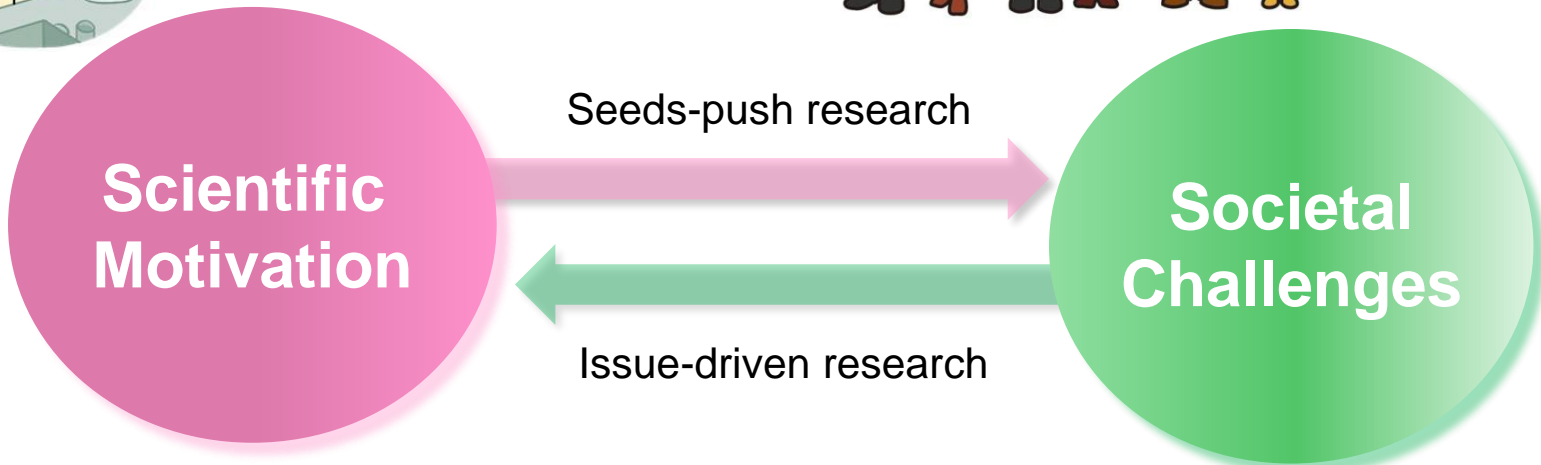 Seeds-push research
Scientific
Motivation
Societal
Challenges
Issue-driven research